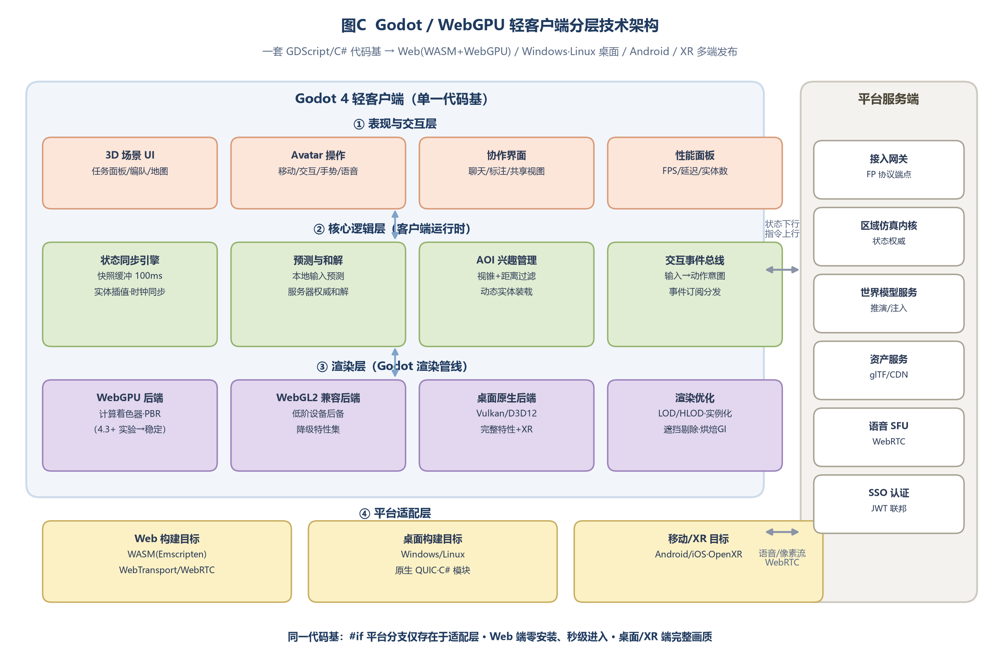 图C Godot / WebGPU 轻客户端分层技术架构
一套 GDScript/C# 代码基 → Web(WASM+WebGPU) / Windows·Linux 桌面 / Android / XR 多端发布
Godot 4 轻客户端（单一代码基）
① 表现与交互层
3D 场景 UI
任务面板/编队/地图
Avatar 操作
移动/交互/手势/语音
协作界面
聊天/标注/共享视图
性能面板
FPS/延迟/实体数
② 核心逻辑层（客户端运行时）
状态同步引擎
快照缓冲 100ms
实体插值·时钟同步
预测与和解
本地输入预测
服务器权威和解
AOI 兴趣管理
视锥+距离过滤
动态实体装载
交互事件总线
输入→动作意图
事件订阅分发
③ 渲染层（Godot 渲染管线）
WebGPU 后端
计算着色器·PBR
（4.3+ 实验→稳定）
WebGL2 兼容后端
低阶设备后备
降级特性集
桌面原生后端
Vulkan/D3D12
完整特性+XR
渲染优化
LOD/HLOD·实例化
遮挡剔除·烘焙GI
④ 平台适配层
Web 构建目标
WASM(Emscripten)
WebTransport/WebRTC
桌面构建目标
Windows/Linux
原生 QUIC·C# 模块
移动/XR 目标
Android/iOS·OpenXR
状态下行
指令上行
语音/像素流
WebRTC
平台服务端
接入网关
FP 协议端点
区域仿真内核
状态权威
世界模型服务
推演/注入
资产服务
glTF/CDN
语音 SFU
WebRTC
SSO 认证
JWT 联邦
同一代码基：#if 平台分支仅存在于适配层 • Web 端零安装、秒级进入 • 桌面/XR 端完整画质